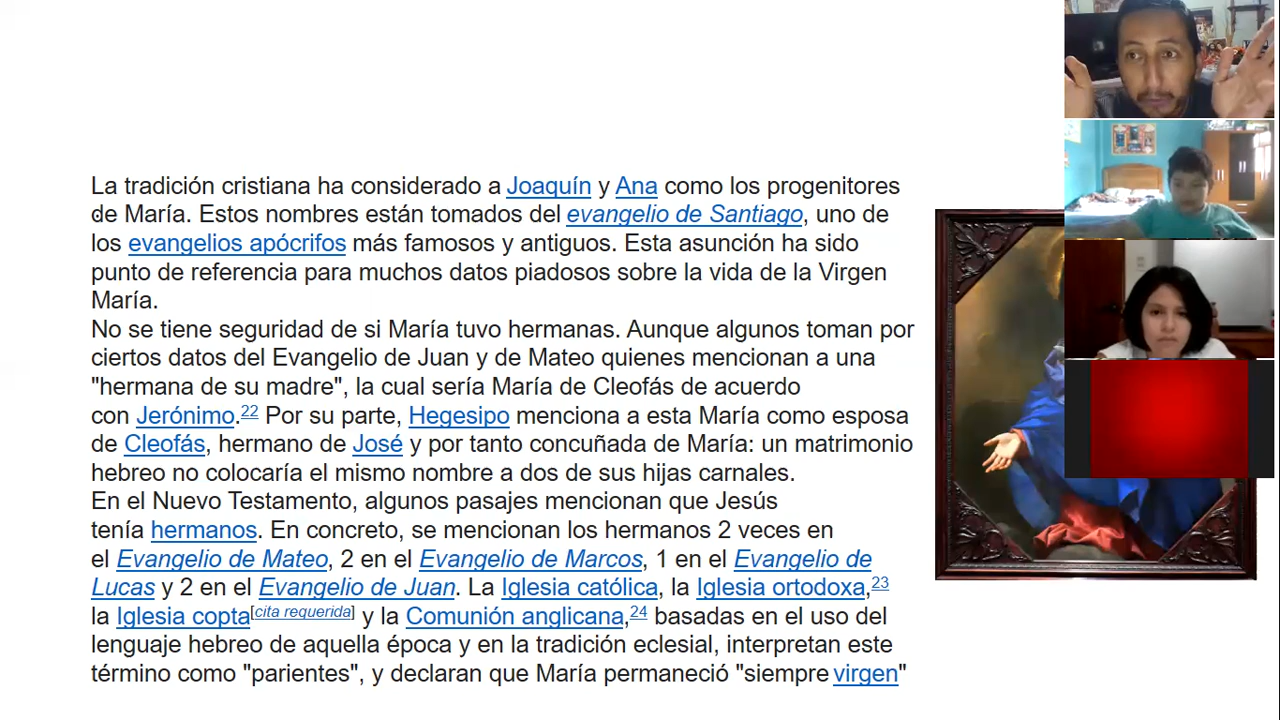 La tradición cristiana ha considerado a Joaquín y Ana como los progenitores
de María. Estos nombres están tomados del evangelio de Santiago, uno de
los evangelios apócrifos más famosos y antiguos. Esta asunción ha sido
punto de referencia para muchos datos piadosos sobre la vida de la Virgen
María.
No se tiene seguridad de si María tuvo hermanas. Aunque algunos toman por
ciertos datos del Evangelio de Juan y de Mateo quienes mencionan a una
"hermana de su madre", la cual sería María de Cleofás de acuerdo
con Jerónimo.22 Por su parte, Hegesipo menciona a esta María como esposa
de Cleofás, hermano de José y por tanto concuñada de María: un matrimonio
hebreo no colocaría el mismo nombre a dos de sus hijas carnales.
En el Nuevo Testamento, algunos pasajes mencionan que Jesús
tenía hermanos. En concreto, se mencionan los hermanos 2 veces en
el Evangelio de Mateo, 2 en el Evangelio de Marcos, 1 en el Evangelio de
Lucas y 2 en el Evangelio de Juan. La Iglesia católica, la Iglesia ortodoxa,23
la Iglesia copta[cita requerida] y la Comunión anglicana,24 basadas en el uso del
lenguaje hebreo de aquella época y en la tradición eclesial, interpretan este
término como "parientes", y declaran que María permaneció "siempre virgen"